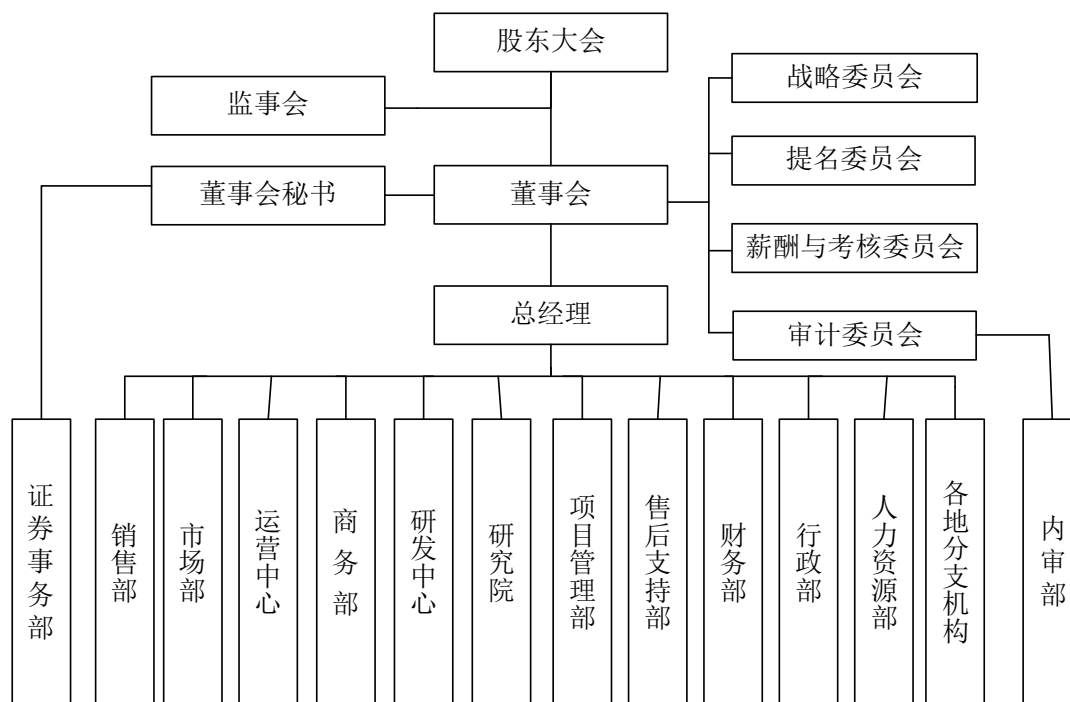 股东大会
战略委员会
监事会
提名委员会
董事会秘书
董事会
薪酬与考核委员会
总经理
审计委员会
证券事务部
销售部
市场部
运营中心
商务部
研发中心
研究院
项目管理部
售后支持部
财务部
行政部
人力资源部
各地分支机构
内审部